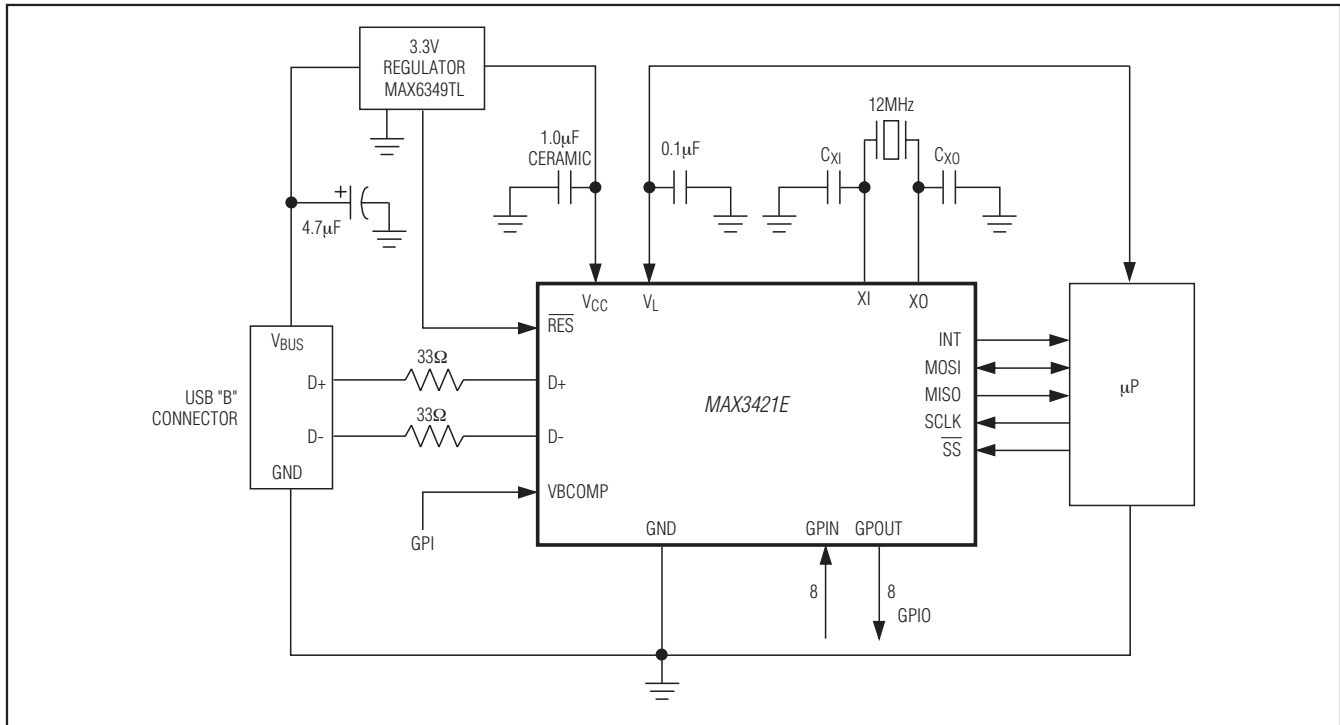 3.3V
REGULATOR
MAX6349TL
12MHz
1.0μF
CERAMIC
0.1μF
CXI
CXO
+
4.7μF
VCC
VL
XI
XO
RES
VBUS
INT
33Ω
D+
D+
MOSI
USB "B"
CONNECTOR
MAX3421E
MISO
μP
33Ω
SCLK
D-
D-
SS
GND
VBCOMP
GND
GPIN
GPOUT
GPI
8
8
GPIO